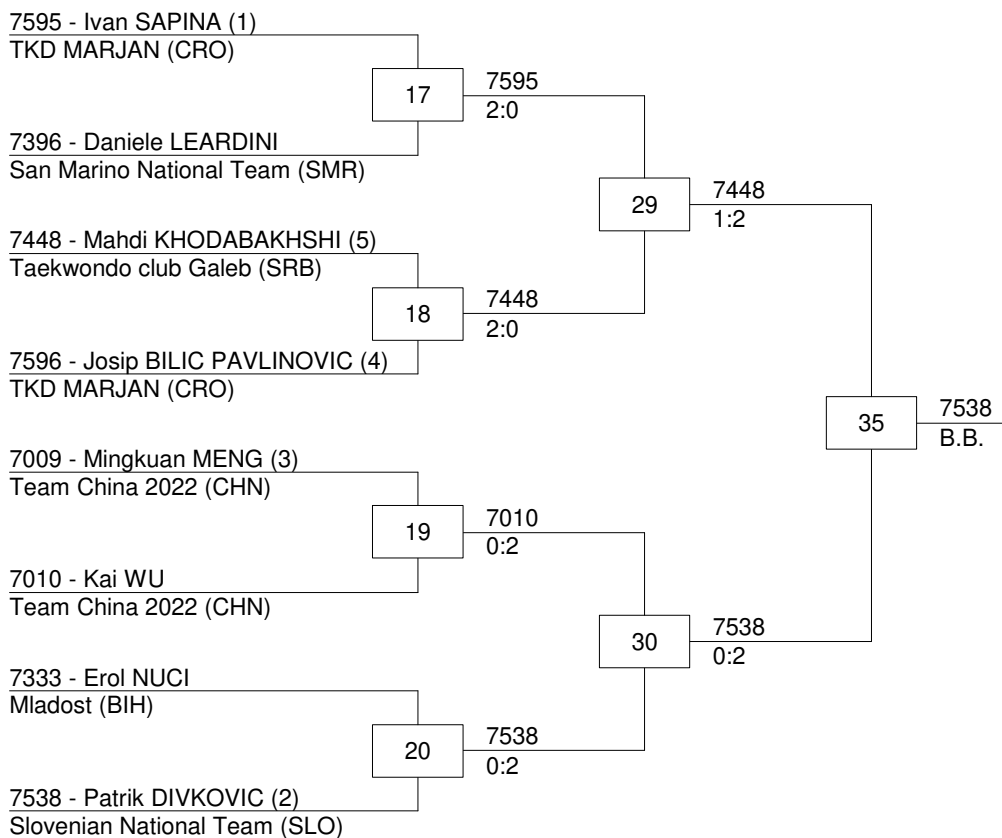 7595 - Ivan SAPINA (1)
TKD MARJAN (CRO)
17
7595
2:0
7396 - Daniele LEARDINI
San Marino National Team (SMR)
29
7448
1:2
7448 - Mahdi KHODABAKHSHI (5)
Taekwondo club Galeb (SRB)
18
7448
2:0
7596 - Josip BILIC PAVLINOVIC (4)
TKD MARJAN (CRO)
35
7538
B.B.
7009 - Mingkuan MENG (3)
Team China 2022 (CHN)
19
7010
0:2
7010 - Kai WU
Team China 2022 (CHN)
30
7538
0:2
7333 - Erol NUCI
Mladost (BIH)
20
7538
0:2
7538 - Patrik DIVKOVIC (2)
Slovenian National Team (SLO)